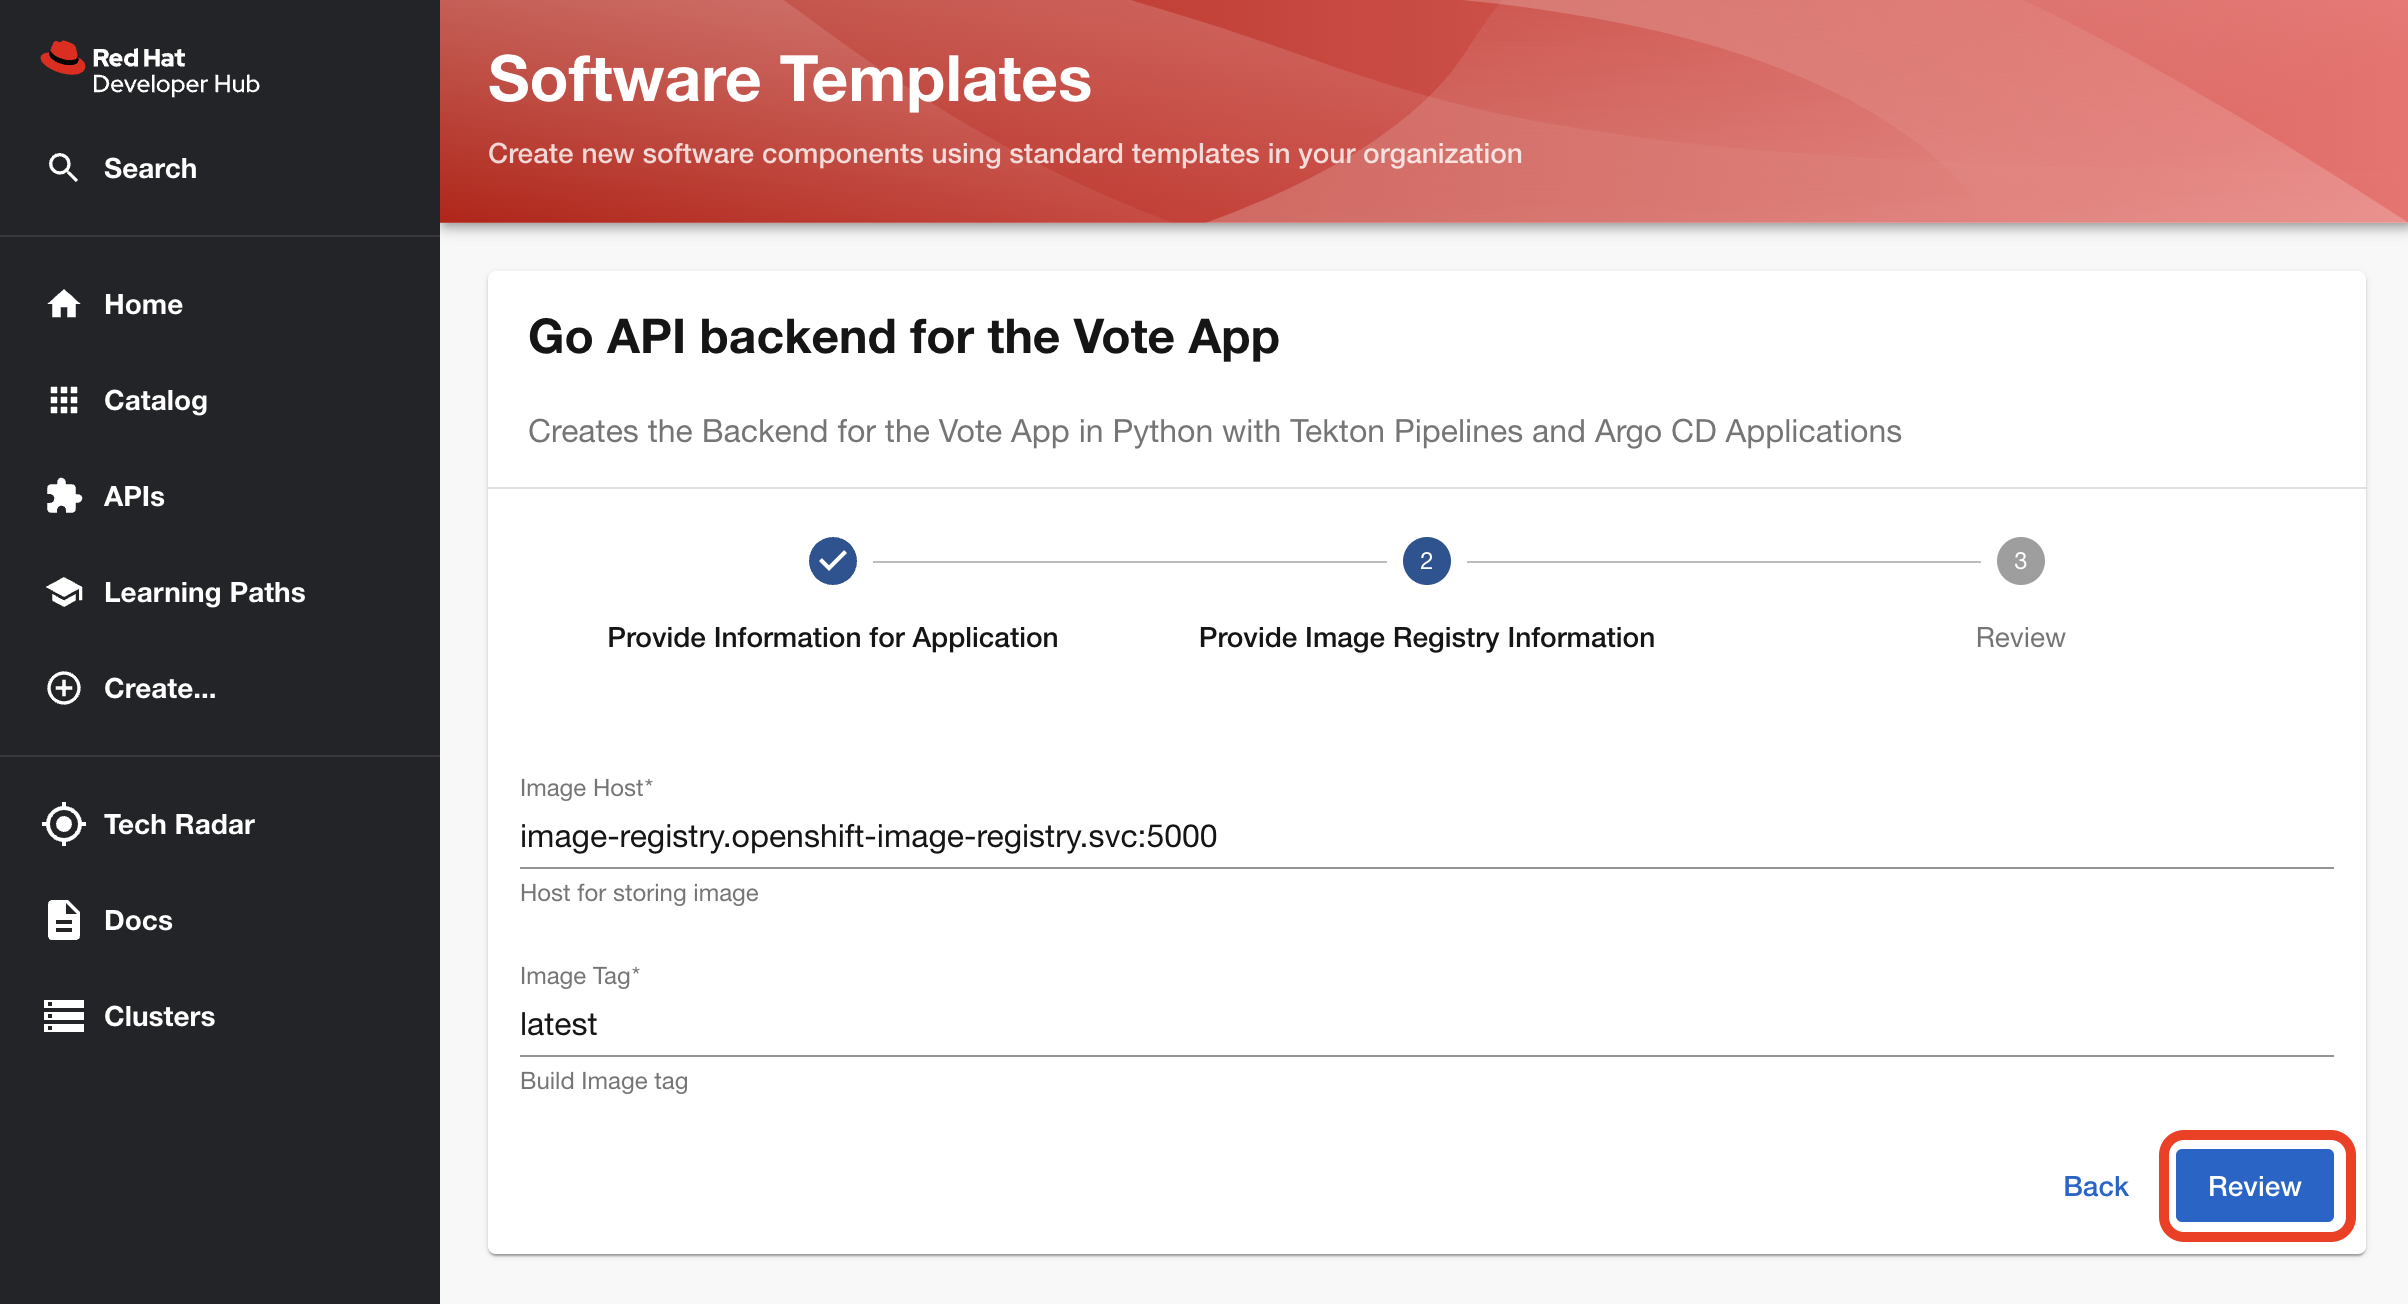 Red Hat
Developer Hub
Search
Home
Catalog
APIs
Learning Paths
Create...
Tech Radar
Docs
Clusters
Software Templates
Create new software components using standard templates in your organization
Go API backend for the Vote App
Creates the Backend for the Vote App in Python with Tekton Pipelines and Argo CD Applications
2
3
Provide Information for Application
Provide Image Registry Information
Review
Image Host*
image-registry.openshift-image-registry.svc:5000
Host for storing image
Image Tag*
latest
Build Image tag
Back
Review